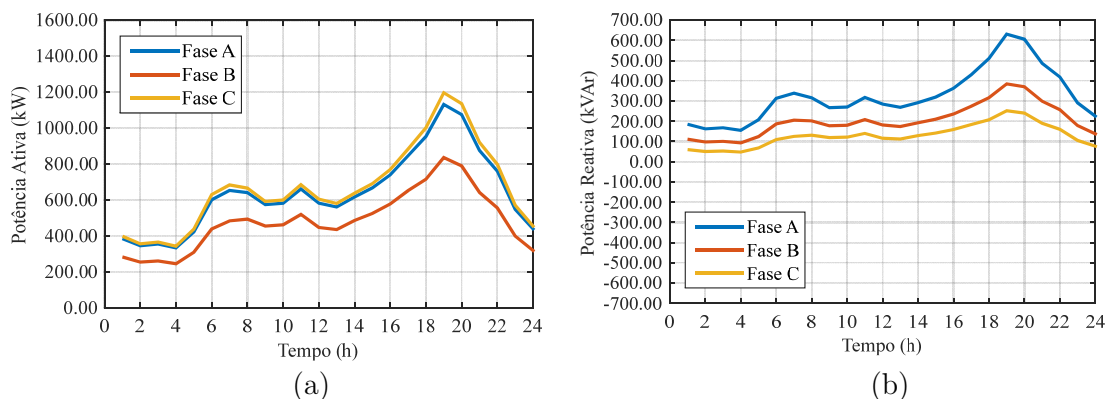 1600.00
1400.00
1200.00
1000.00
800.00
600.00
400.00
200.00
0.00
Potência Ativa (kW)
Fase A
Fase B
Fase C
0 2 4 6 8 10 12 14 16 18 20 22 24
Tempo (h)
(a)
700.00
600.00
500.00
400.00
300.00
200.00
100.00
0.00
-100.00
-200.00
-300.00
-400.00
-500.00
-600.00
-700.00
Potência Reativa (kVAr)
Fase A
Fase B
Fase C
0 2 4 6 8 10 12 14 16 18 20 22 24
Tempo (h)
(b)